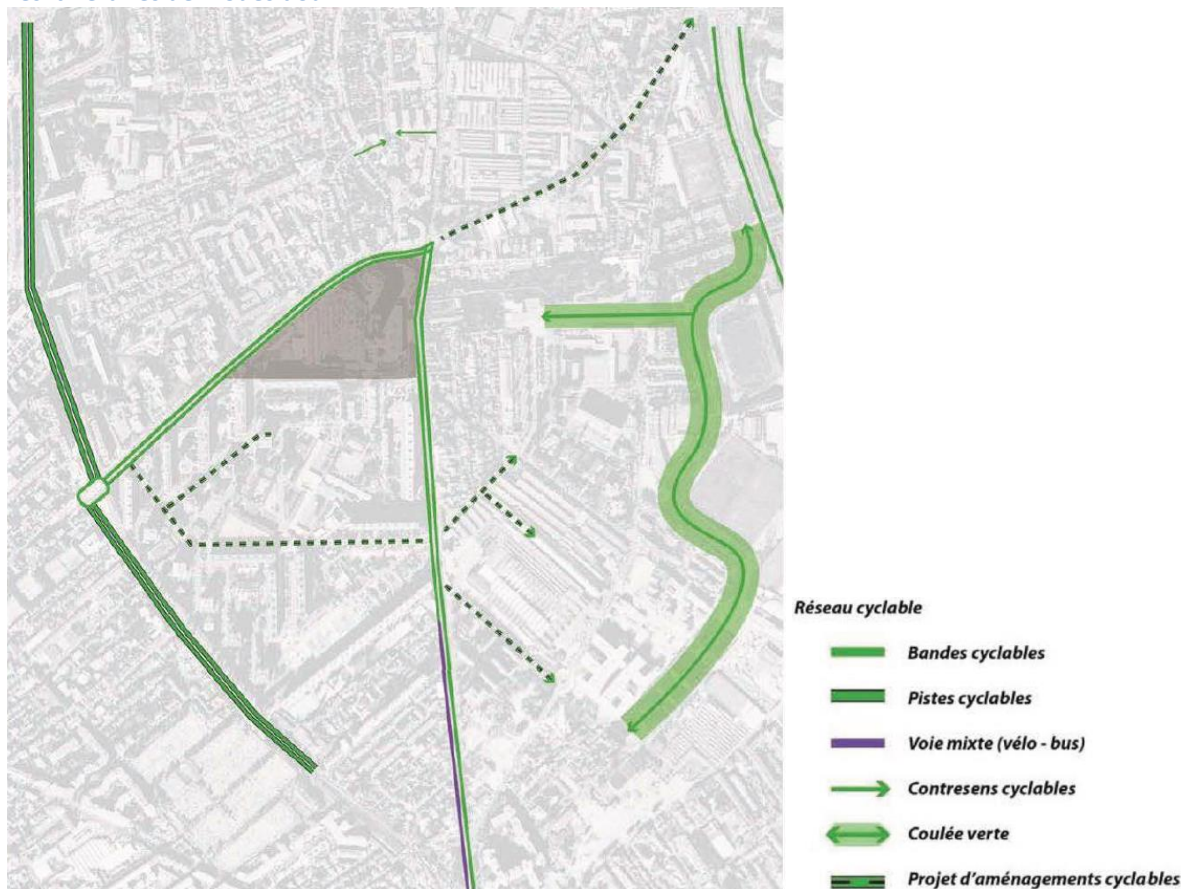 Réseau cyclable
Bandes cyclables
Pistes cyclables
Voie mixte (vélo - bus)
Contresens cyclables
Coulée verte
Projet d'aménagements cyclables